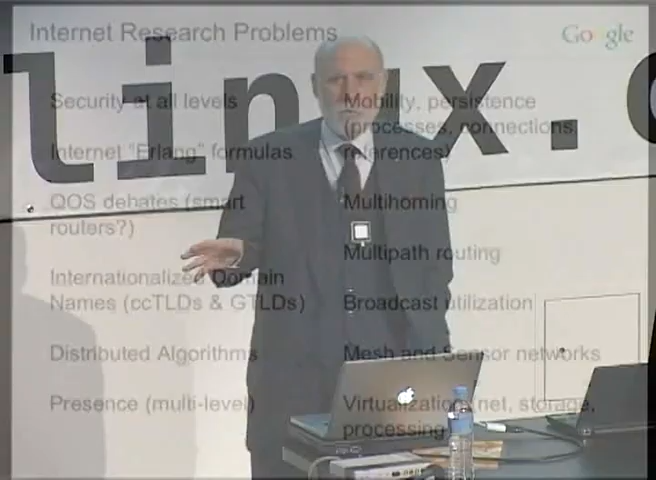 Internet Research Problems
Google
linux.
Security at all levels
Internet "Erlang" formulas
QOS debates (smart
routers?)
Internationalized Domain
Names (ccTLDs & GTLDs)
Distributed Algorithms
Presence (multi-level)
Mobility, persistence
(processes, connections,
references)
Multihoming
Multipath routing
Broadcast utilization
Mesh and Sensor networks
Virtualization (net, storage,
processing)